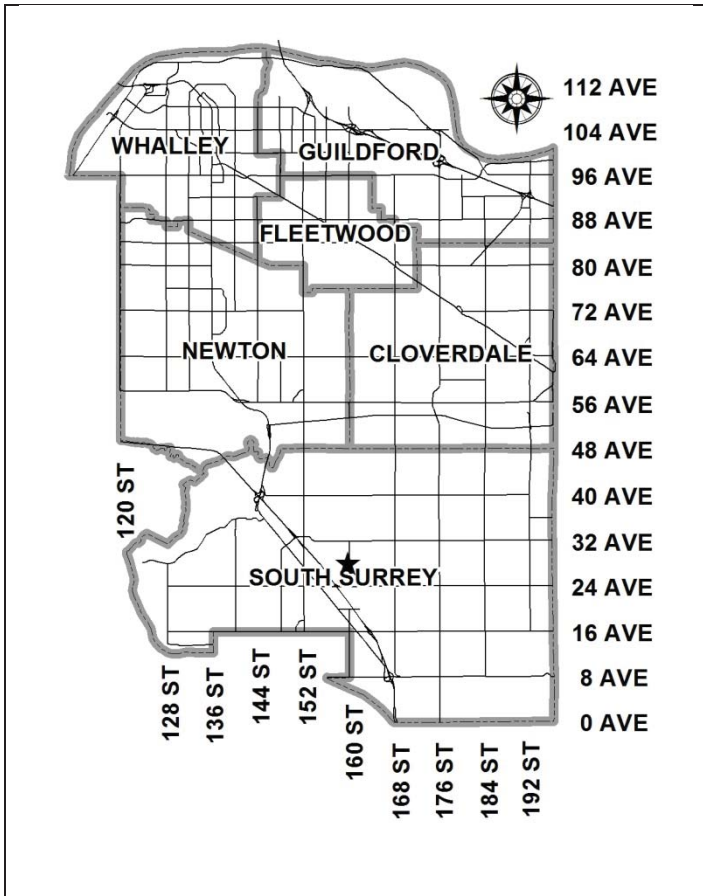 112 AVE
104 AVE
WHALLEY
GUILDFORD
96 AVE
88 AVE
FLEETWOOD
80 AVE
72 AVE
NEWTON
CLOVERDALE
64 AVE
56 AVE
48 AVE
120 ST
40 AVE
32 AVE
SOUTH SURREY
24 AVE
16 AVE
128 ST
136 ST
144 ST
152 ST
8 AVE
160 ST
0 AVE
168 ST
176 ST
184 ST
192 ST